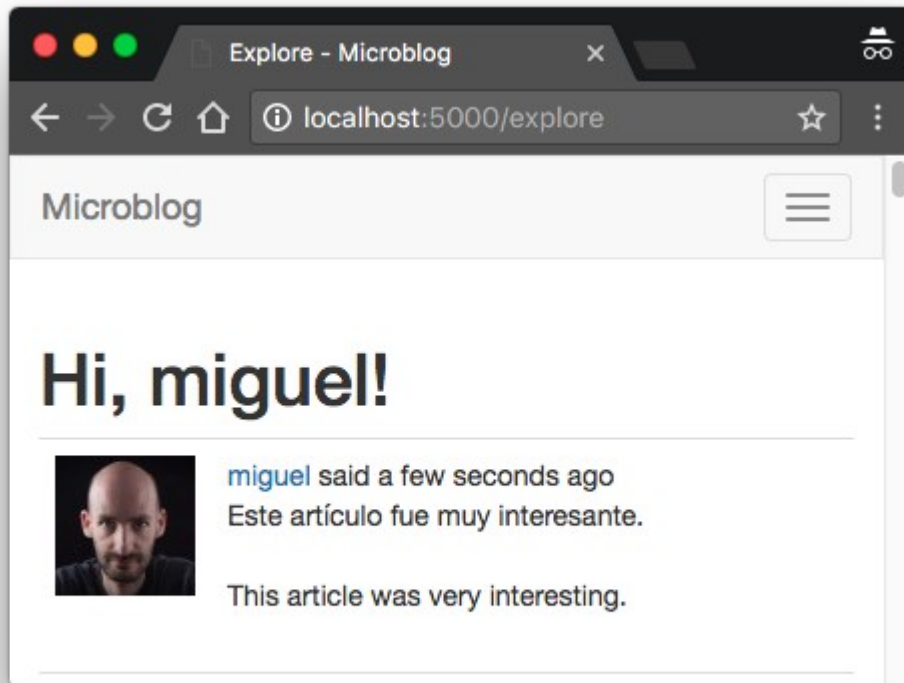 Explore - Microblog
localhost:5000/explore
Microblog
Hi, miguel!
miguel said a few seconds ago
Este artículo fue muy interesante.
This article was very interesting.